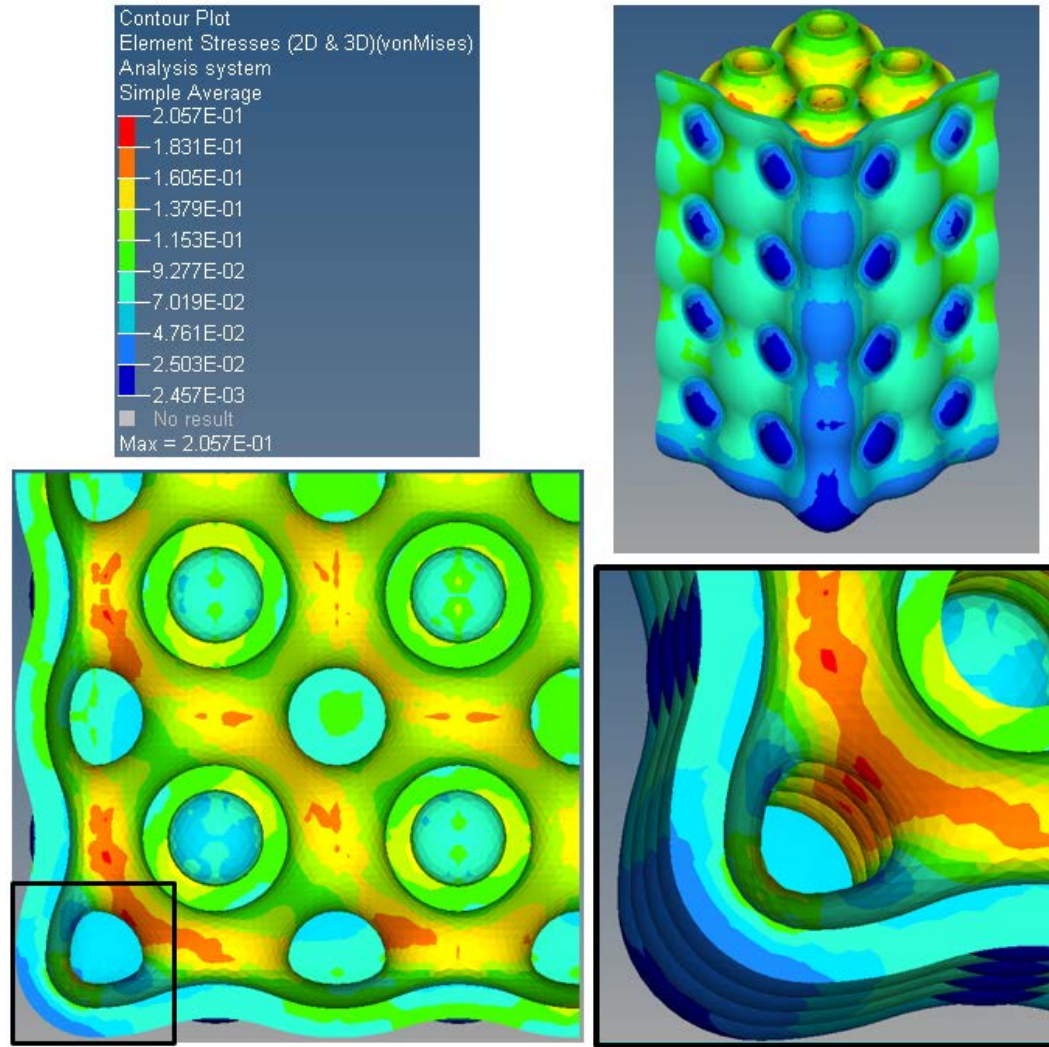 Contour Plot
Element Stresses (2D & 3D)(vonMises)
Analysis system
Simple Average
2.057E-01
1.831E-01
1.605E-01
1.379E-01
1.153E-01
9.277E-02
7.019E-02
4.761E-02
2.503E-02
2.457E-03
No result
Max = 2.057E-01